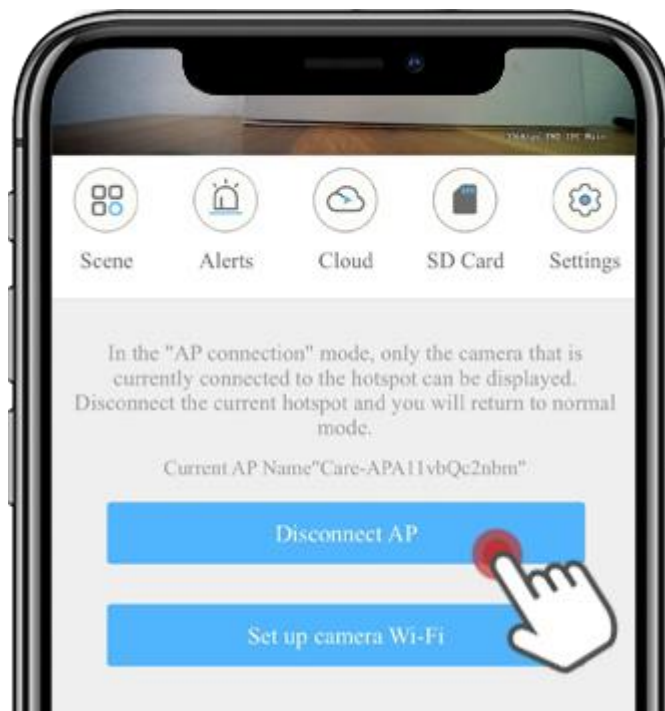 Scene
Alerts
Cloud
SD Card
Settings
In the "AP connection" mode, only the camera that is
currently connected to the hotspot can be displayed.
Disconnect the current hotspot and you will return to normal
mode.
Current AP Name"Care-APA11vbQc2nbm"
Disconnect AP
Set up camera Wi-Fi